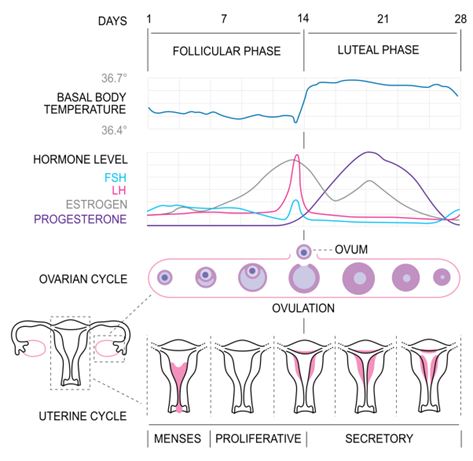 DAYS 1 7 14 21 28
FOLLICULAR PHASE LUTEAL PHASE
36.7°
BASAL BODY
TEMPERATURE
36.4°
HORMONE LEVEL
FSH
LH
ESTROGEN
PROGESTERONE
OVUM
OVARIAN CYCLE
OVULATION
UTERINE CYCLE
MENSES PROLIFERATIVE SECRETORY